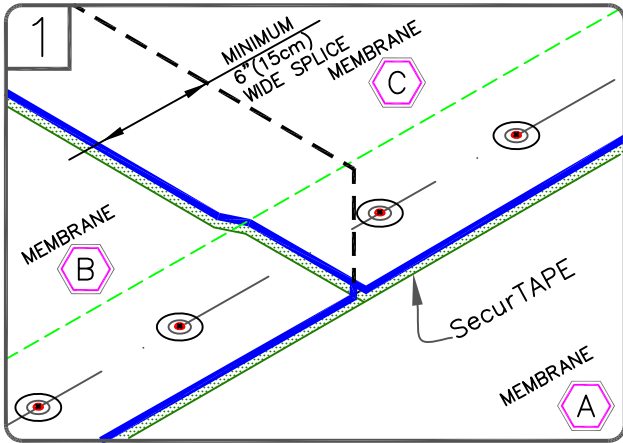 1
MINIMUM
6"(15cm)
WIDE SPLICE
MEMBRANE
C
MEMBRANE
B
SecurTAPE
MEMBRANE
A